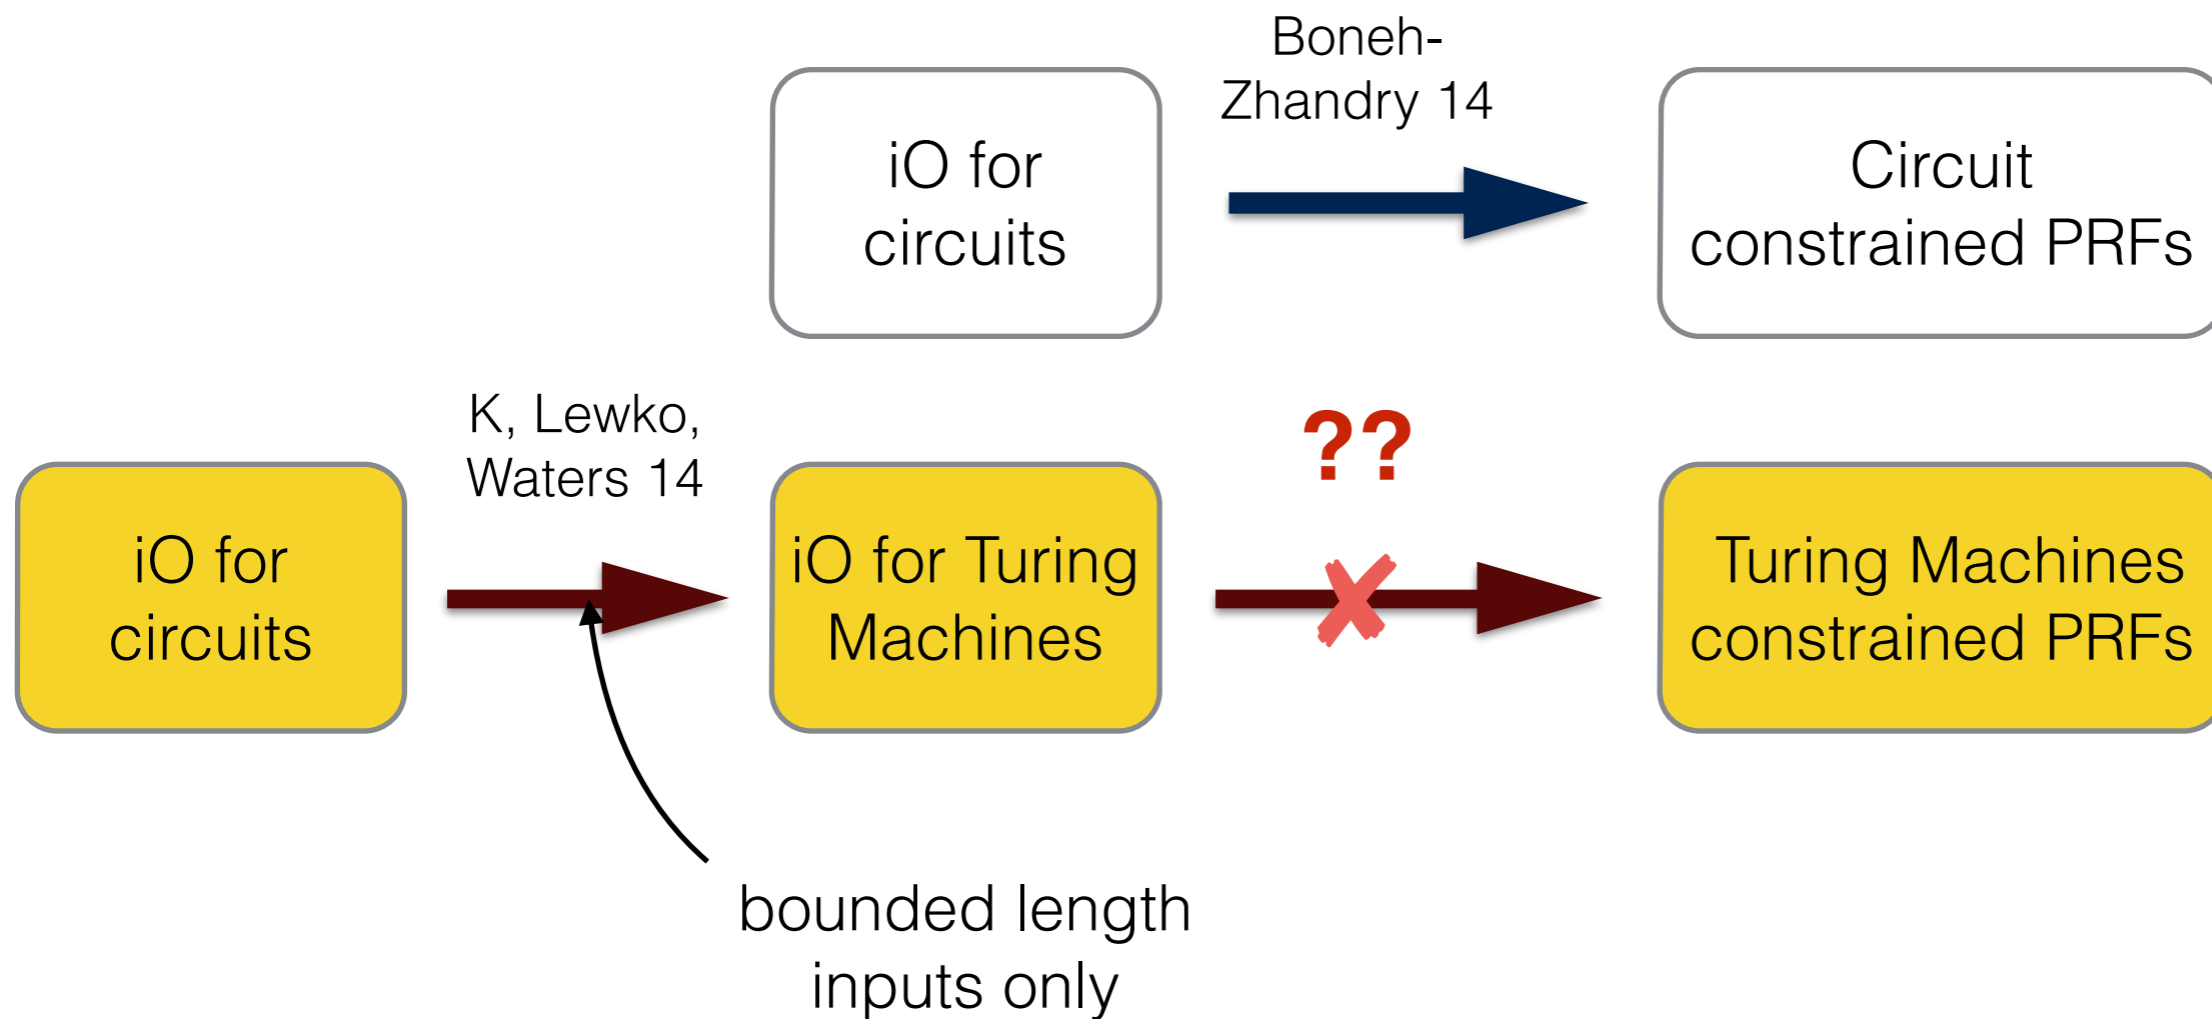 Boneh-
Zhandry 14
iO for
circuits
Circuit
constrained PRFs
K, Lewko,
Waters 14
??
iO for
circuits
iO for Turing
Machines
Turing Machines
constrained PRFs
bounded length
inputs only